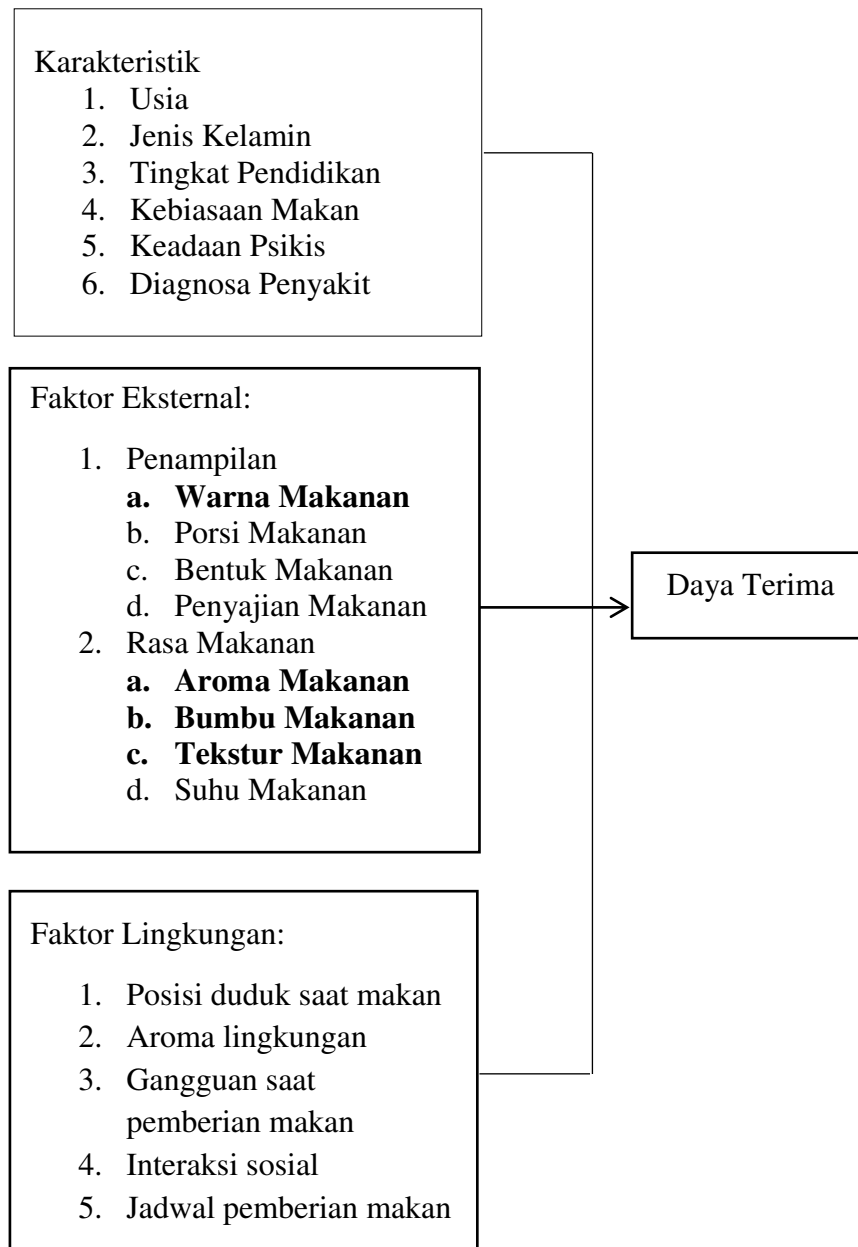 Karakteristik
1. Usia
2. Jenis Kelamin
3. Tingkat Pendidikan
4. Kebiasaan Makan
5. Keadaan Psikis
6. Diagnosa Penyakit
Faktor Eksternal:
1. Penampilan
a. Warna Makanan
b. Porsi Makanan
c. Bentuk Makanan
d. Penyajian Makanan
2. Rasa Makanan
a. Aroma Makanan
b. Bumbu Makanan
c. Tekstur Makanan
d. Suhu Makanan
Daya Terima
Faktor Lingkungan:
1. Posisi duduk saat makan
2. Aroma lingkungan
3. Gangguan saat
pemberian makan
4. Interaksi sosial
5. Jadwal pemberian makan